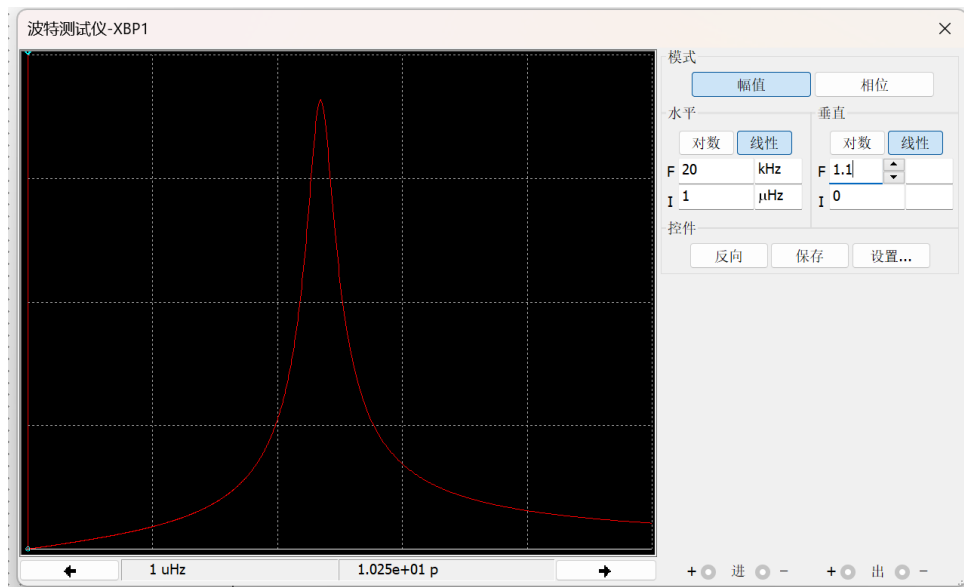 波特测试仪-XBP1
模式
幅值 相位
水平 垂直
对数 线性 对数 线性
F 20 kHz F 1.1
I 1 μHz I 0
控件
反向 保存 设置...
1 uHz 1.025e+01 p
+ 进 - + 出 -